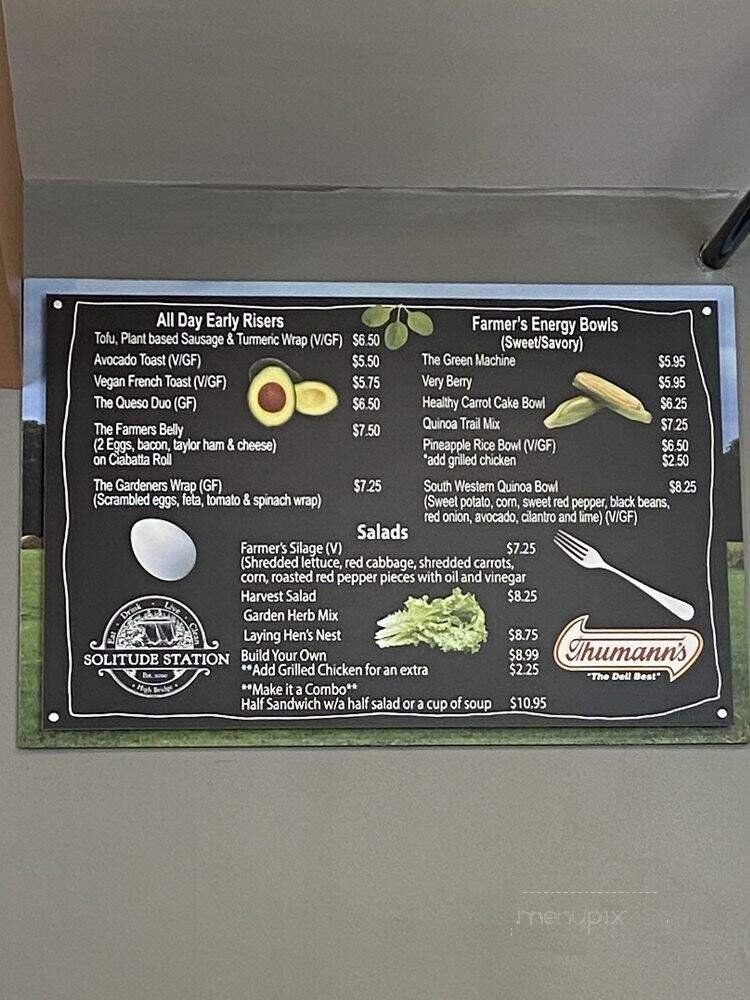 All Day Early Risers
Tofu, Plant based Sausage & Turmeric Wrap (V/GF) $6.50
Avocado Toast (V/GF) $5.50
Vegan French Toast (V/GF) $5.75
The Queso Duo (GF) $6.50
The Farmers Belly $7.50
(2 Eggs, bacon, taylor ham & cheese)
on Ciabatta Roll
The Gardeners Wrap (GF) $7.25
(Scrambled eggs, feta, tomato & spinach wrap)
Farmer's Energy Bowls
(Sweet/Savory)
The Green Machine $5.95
Very Berry $5.95
Healthy Carrot Cake Bowl $6.25
Quinoa Trail Mix $7.25
Pineapple Rice Bowl (V/GF) $6.50
*add grilled chicken $2.50
South Western Quinoa Bowl $8.25
(Sweet potato, corn, sweet red pepper, black beans,
red onion, avocado, cilantro and lime) (V/GF)
Salads
Farmer's Silage (V) $7.25
(Shredded lettuce, red cabbage, shredded carrots,
corn, roasted red pepper pieces with oil and vinegar
Harvest Salad $8.25
Garden Herb Mix
Laying Hen's Nest $8.75
Build Your Own $8.99
**Add Grilled Chicken for an extra $2.25
**Make it a Combo**
Half Sandwich w/a half salad or a cup of soup $10.95
Eat • Drink • Live • Clean
SOLITUDE STATION
Est. 2020
• High Bridge •
Thumann's
"The Deli Best"
menupix